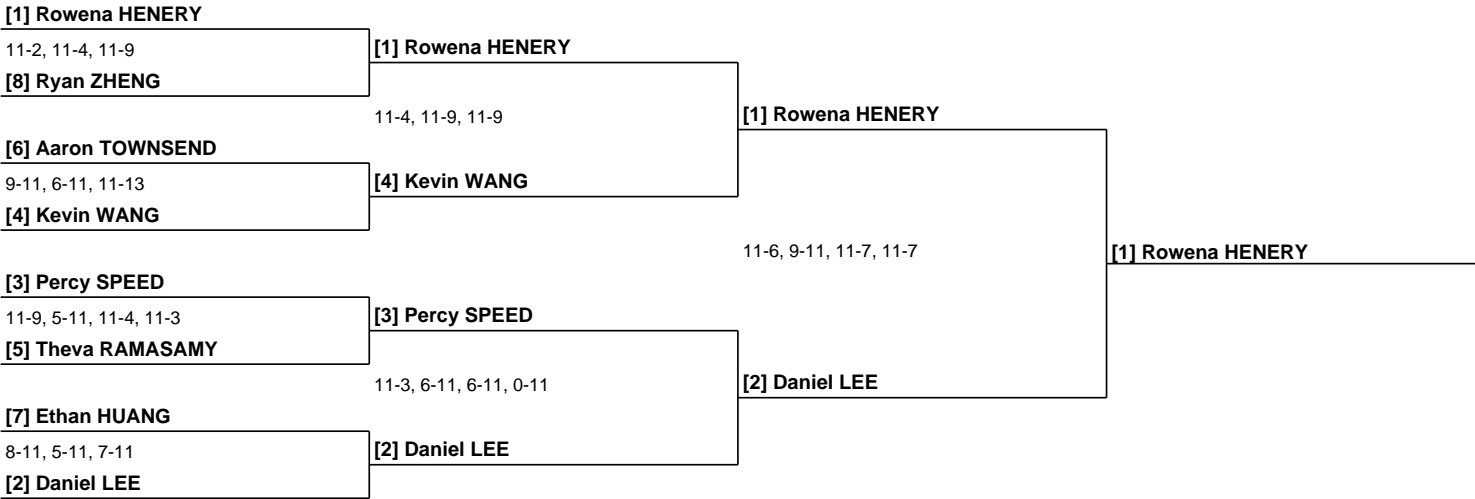 [1] Rowena HENERY
11-2, 11-4, 11-9
[8] Ryan ZHENG
[6] Aaron TOWNSEND
9-11, 6-11, 11-13
[4] Kevin WANG
[3] Percy SPEED
11-9, 5-11, 11-4, 11-3
[5] Theva RAMASAMY
[7] Ethan HUANG
8-11, 5-11, 7-11
[2] Daniel LEE
[1] Rowena HENERY
11-4, 11-9, 11-9
[4] Kevin WANG
[3] Percy SPEED
11-3, 6-11, 6-11, 0-11
[2] Daniel LEE
[1] Rowena HENERY
11-6, 9-11, 11-7, 11-7
[2] Daniel LEE
[1] Rowena HENERY